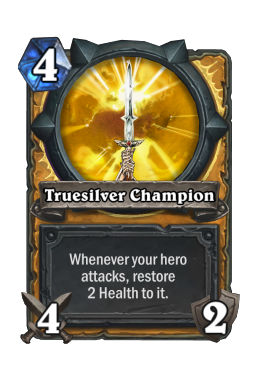 4
Truesilver Champion
Whenever your hero
attacks, restore
2 Health to it.
4
2